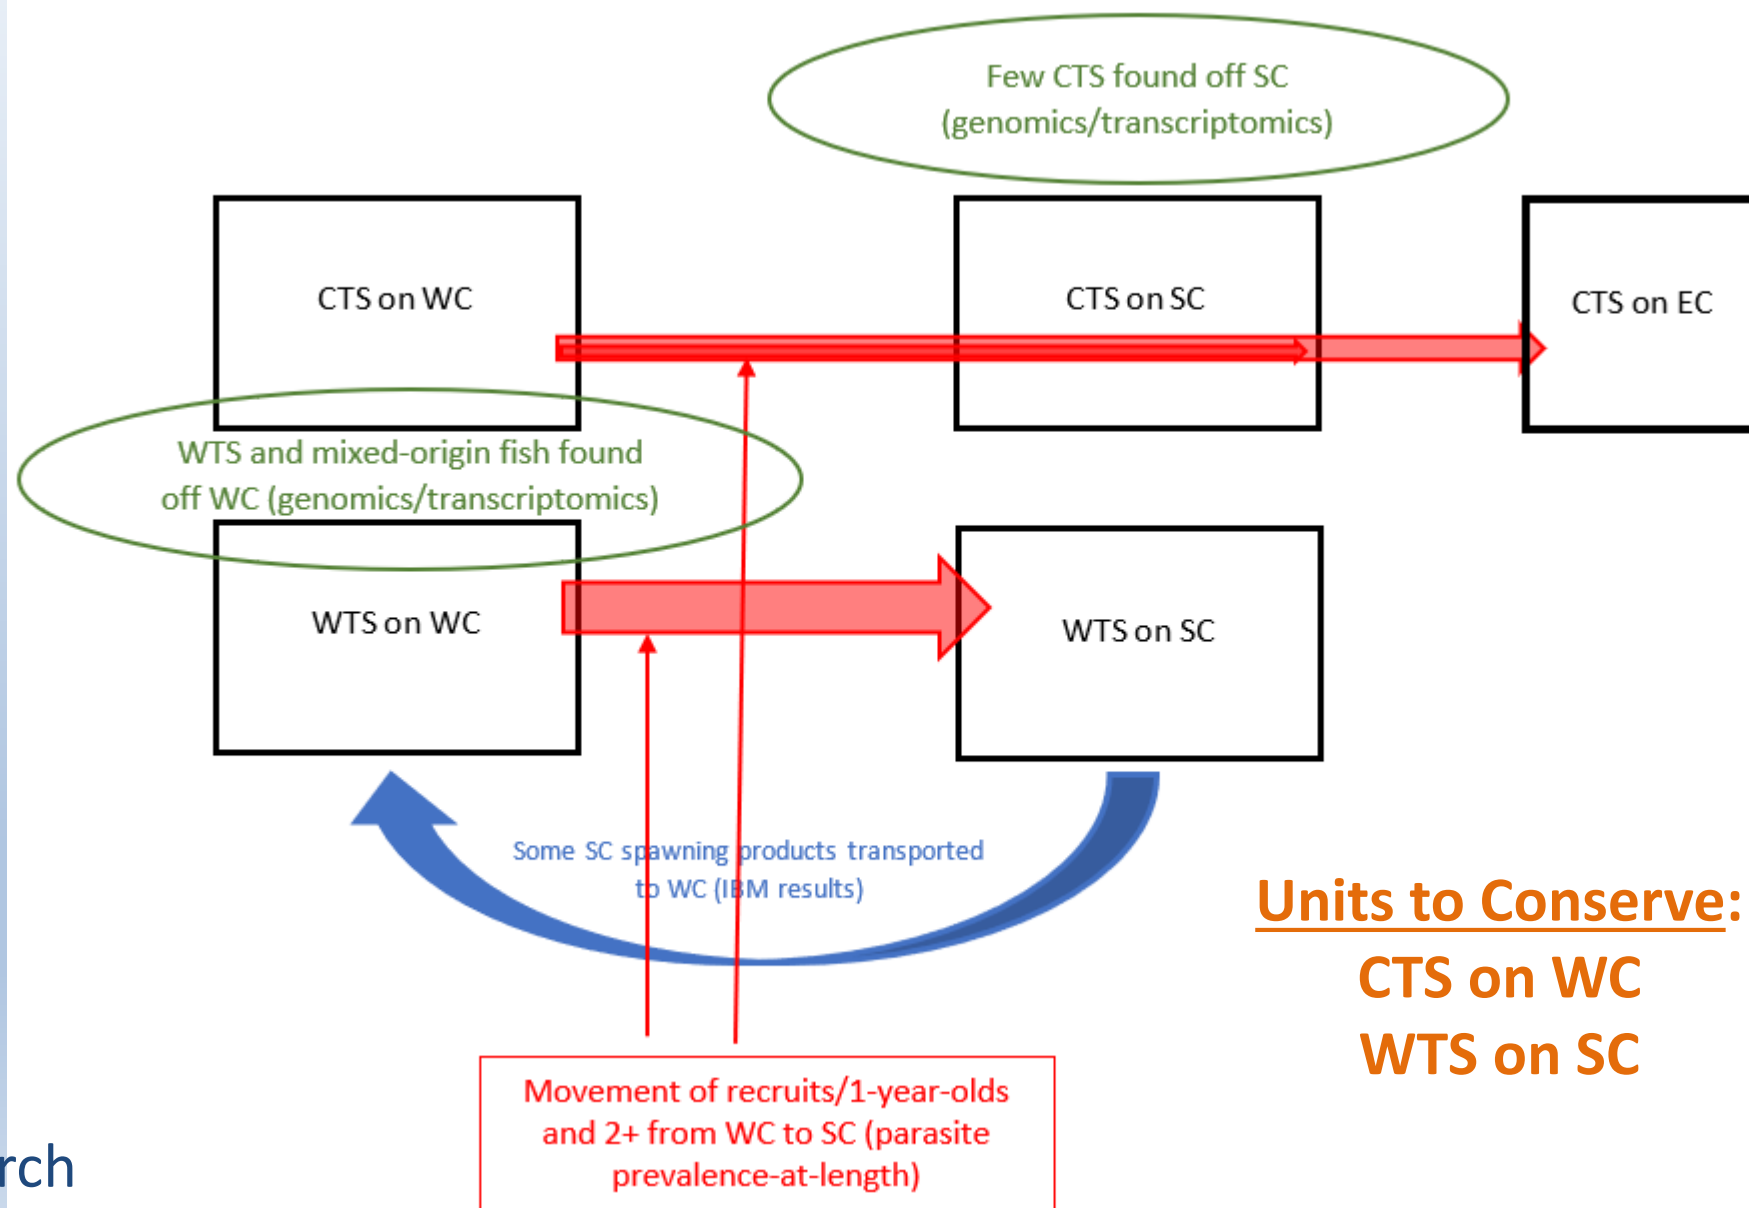 Few CTS found off SC
(genomics/transcriptomics)
CTS on WC
CTS on SC
CTS on EC
WTS and mixed-origin fish found
off WC (genomics/transcriptomics)
WTS on WC
WTS on SC
Some SC spawning products transported
to WC (IBM results)
Units to Conserve:
CTS on WC
WTS on SC
Movement of recruits/1-year-olds
and 2+ from WC to SC (parasite
prevalence-at-length)
rch